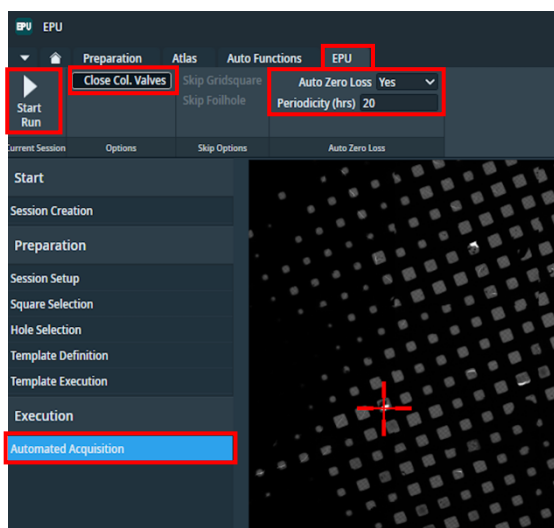 EPU EPU
Preparation Atlas Auto Functions EPU
Start Run
Close Col. Valves
Skip Gridsquare
Skip Foilhole
Auto Zero Loss Yes
Periodicity (hrs) 20
Current Session Options Skip Options Auto Zero Loss
Start
Session Creation
Preparation
Session Setup
Square Selection
Hole Selection
Template Definition
Template Execution
Execution
Automated Acquisition